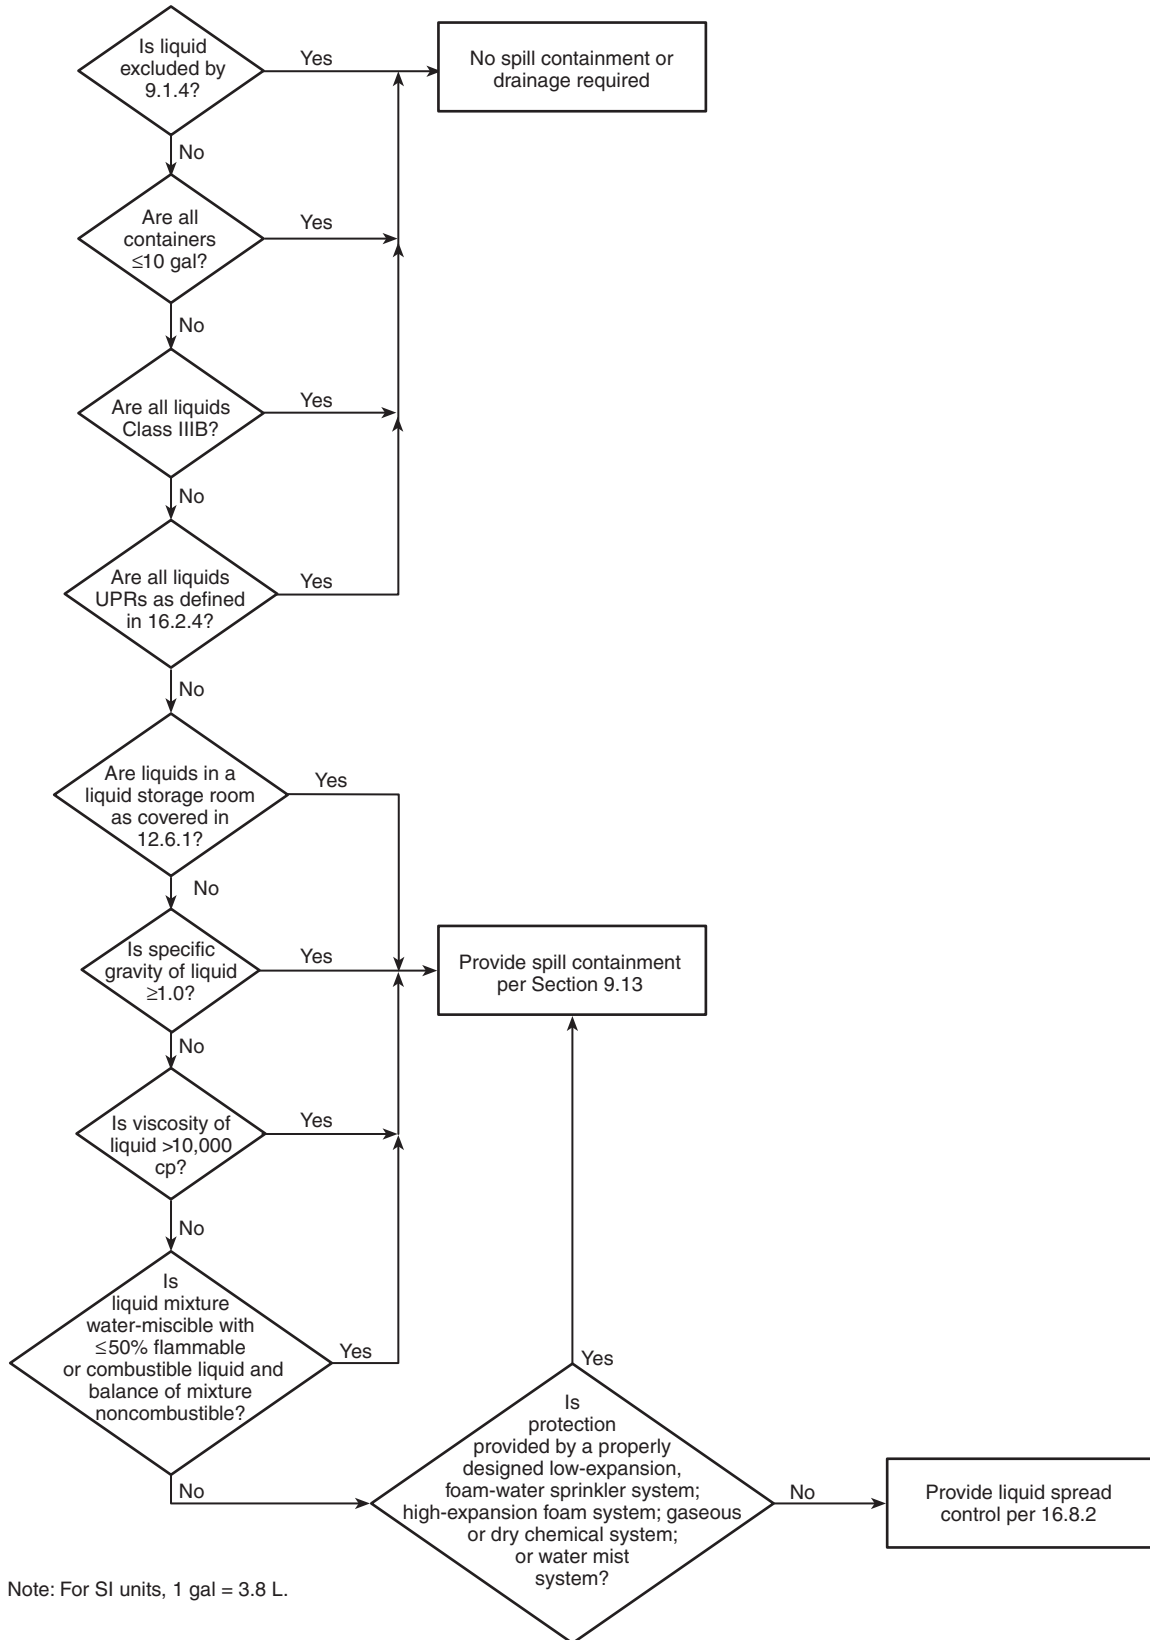 Is liquid
excluded by
9.1.4?
Yes
No spill containment or
drainage required
No
Are all
containers
≤10 gal?
Yes
No
Are all liquids
Class IIIB?
Yes
No
Are all liquids
UPRs as defined
in 16.2.4?
Yes
No
Are liquids in a
liquid storage room
as covered in
12.6.1?
Yes
No
Is specific
gravity of liquid
≥1.0?
Yes
Provide spill containment
per Section 9.13
No
Is viscosity of
liquid >10,000
cp?
Yes
No
Is
liquid mixture
water-miscible with
≤50% flammable
or combustible liquid and
balance of mixture
noncombustible?
Yes
No
Is
protection
provided by a properly
designed low-expansion,
foam-water sprinkler system;
high-expansion foam system; gaseous
or dry chemical system;
or water mist
system?
Yes
No
Provide liquid spread
control per 16.8.2
Note: For SI units, 1 gal = 3.8 L.